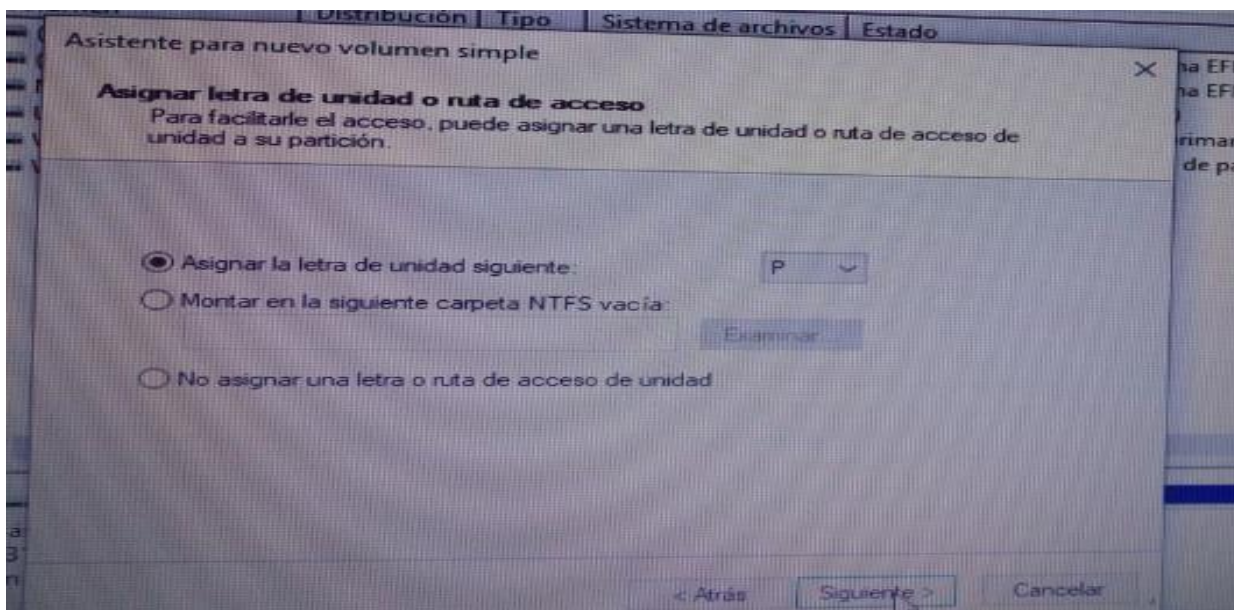 Distribución Tipo Sistema de archivos Estado
Asistente para nuevo volumen simple
Asignar letra de unidad o ruta de acceso
Para facilitarle el acceso, puede asignar una letra de unidad o ruta de acceso de
unidad a su partición.
Asignar la letra de unidad siguiente: P
Montar en la siguiente carpeta NTFS vacía:
Examinar...
No asignar una letra o ruta de acceso de unidad
< Atrás Siguiente > Cancelar